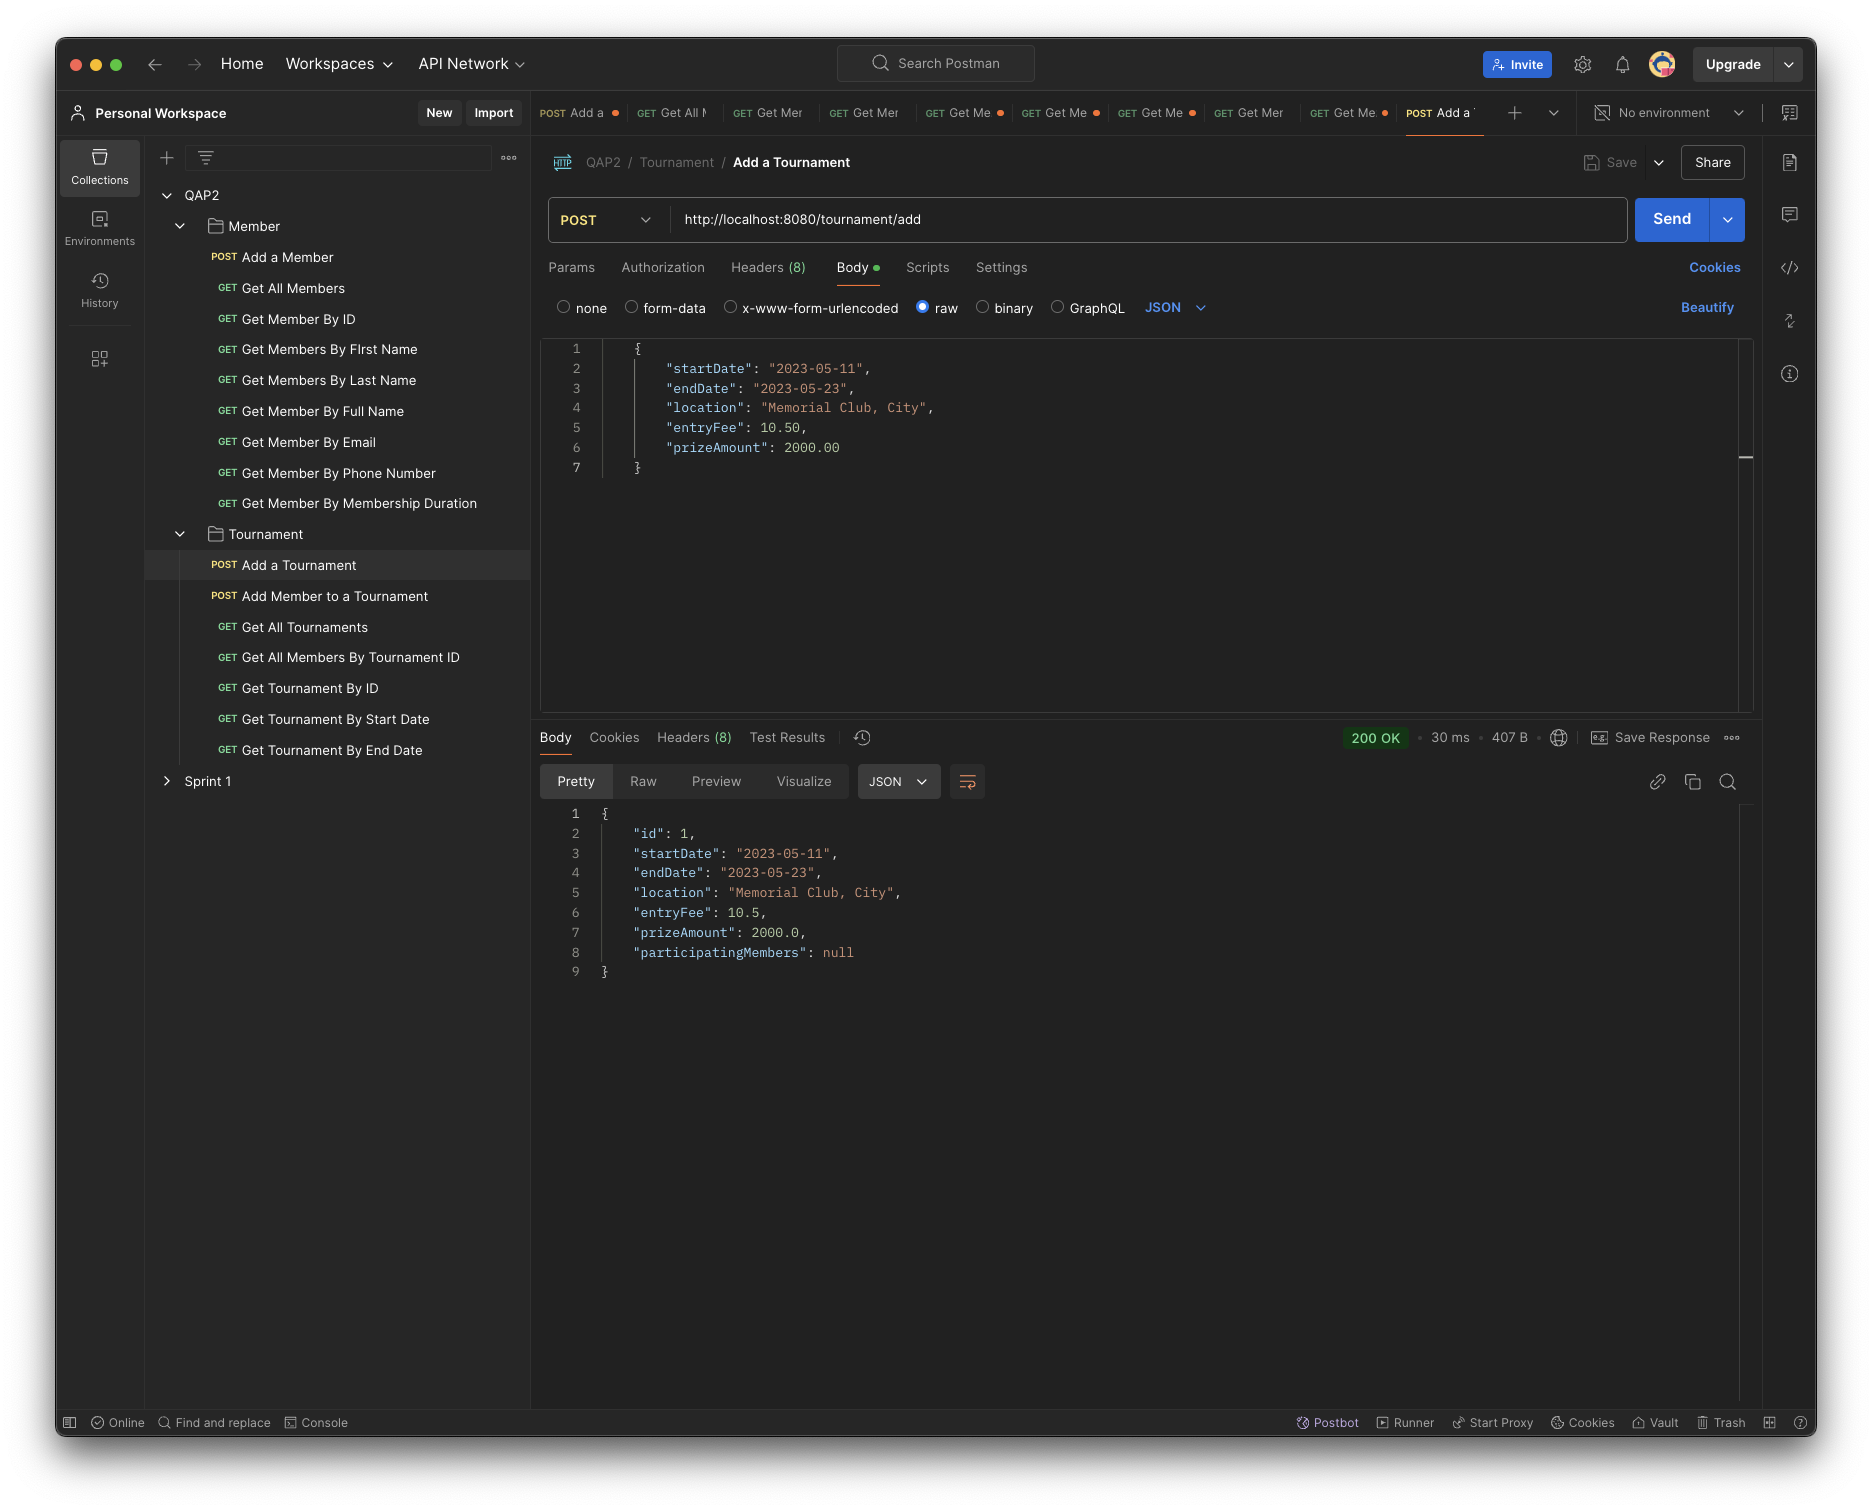 Home Workspaces API Network Search Postman Invite Upgrade
Personal Workspace New Import
POST Add a GET Get All M GET Get Mer GET Get Mer GET Get Me GET Get Me GET Get Me GET Get Mer GET Get Me POST Add a No environment
Collections
Environments
History
QAP2
Member
POST Add a Member
GET Get All Members
GET Get Member By ID
GET Get Members By FIrst Name
GET Get Members By Last Name
GET Get Member By Full Name
GET Get Member By Email
GET Get Member By Phone Number
GET Get Member By Membership Duration
Tournament
POST Add a Tournament
POST Add Member to a Tournament
GET Get All Tournaments
GET Get All Members By Tournament ID
GET Get Tournament By ID
GET Get Tournament By Start Date
GET Get Tournament By End Date
Sprint 1
HTTP QAP2 / Tournament / Add a Tournament Save Share
POST http://localhost:8080/tournament/add Send
Params Authorization Headers (8) Body Scripts Settings Cookies
none form-data x-www-form-urlencoded raw binary GraphQL JSON Beautify
1 {
2 "startDate": "2023-05-11",
3 "endDate": "2023-05-23",
4 "location": "Memorial Club, City",
5 "entryFee": 10.50,
6 "prizeAmount": 2000.00
7 }
Body Cookies Headers (8) Test Results 200 OK • 30 ms • 407 B • e.g. Save Response
Pretty Raw Preview Visualize JSON
1 {
2 "id": 1,
3 "startDate": "2023-05-11",
4 "endDate": "2023-05-23",
5 "location": "Memorial Club, City",
6 "entryFee": 10.5,
7 "prizeAmount": 2000.0,
8 "participatingMembers": null
9 }
Online Find and replace Console Postbot Runner Start Proxy Cookies Vault Trash